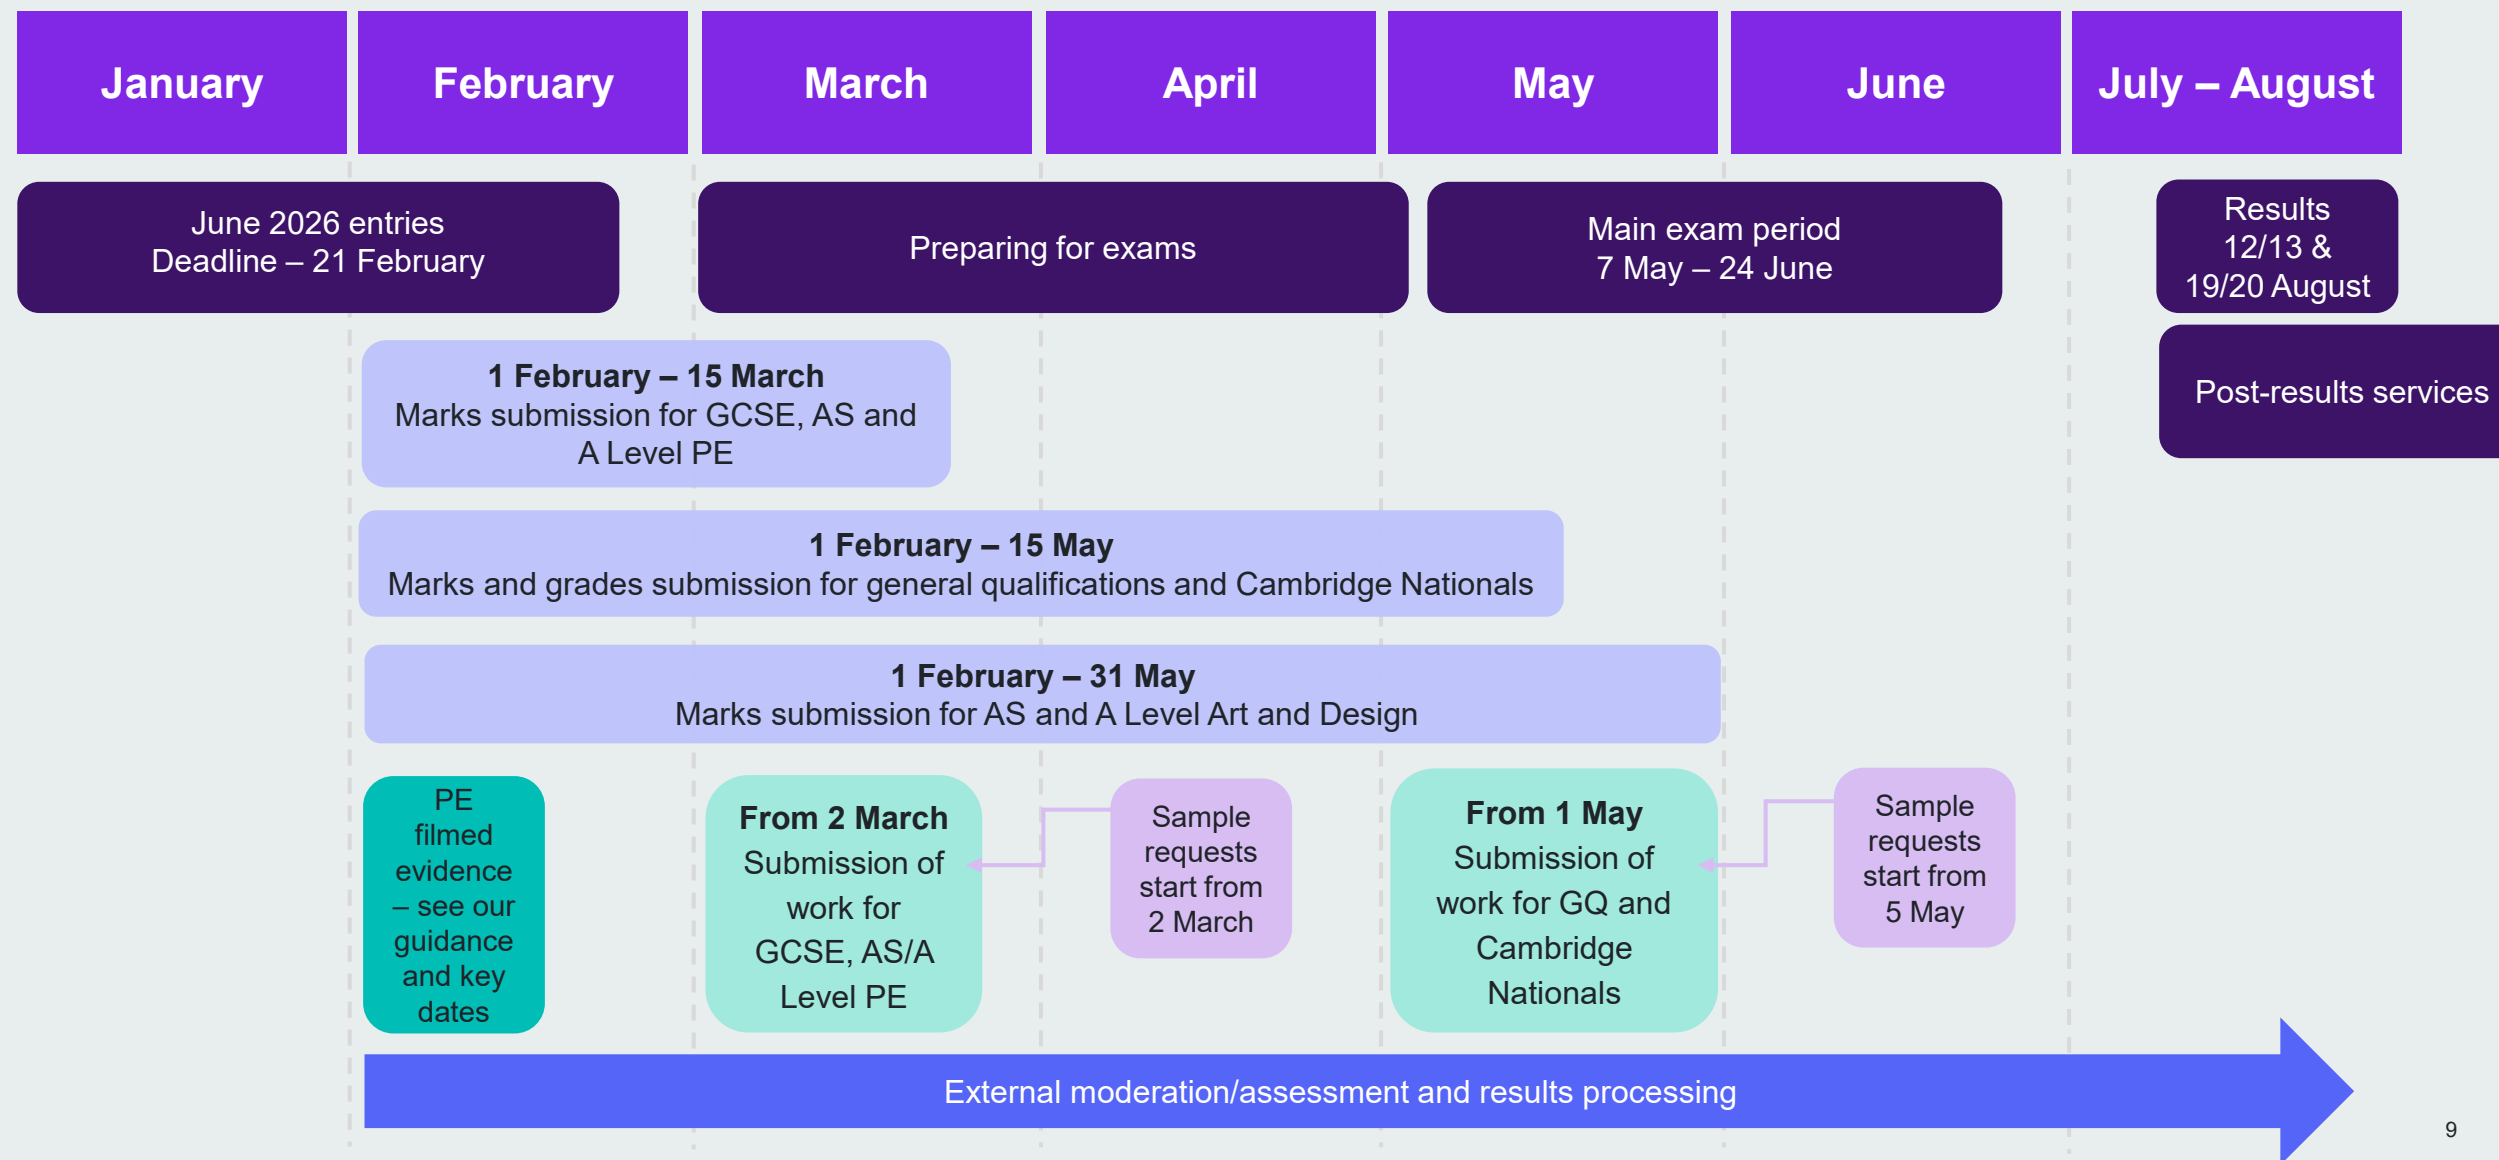 January
February
March
April
May
June
July – August
June 2026 entries
Deadline – 21 February
Preparing for exams
Main exam period
7 May – 24 June
Results
12/13 &
19/20 August
Post-results services
1 February – 15 March
Marks submission for GCSE, AS and
A Level PE
1 February – 15 May
Marks and grades submission for general qualifications and Cambridge Nationals
1 February – 31 May
Marks submission for AS and A Level Art and Design
PE
filmed
evidence
– see our
guidance
and key
dates
From 2 March
Submission of
work for
GCSE, AS/A
Level PE
Sample
requests
start from
2 March
From 1 May
Submission of
work for GQ and
Cambridge
Nationals
Sample
requests
start from
5 May
External moderation/assessment and results processing
9